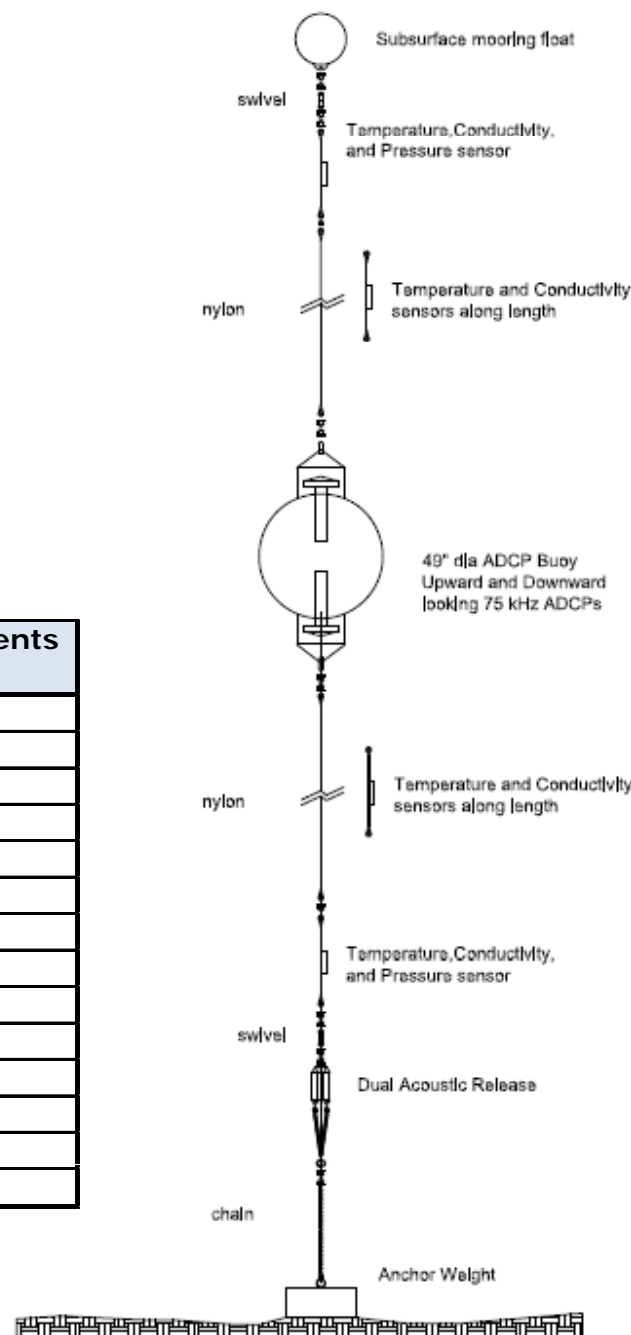 Subsurface mooring float
swivel
Temperature,Conductivity,
and Pressure sensor
nylon
Temperature and Conductivity
sensors along length
49" dia ADCP Buoy
Upward and Downward
looking 75 kHz ADCPs
ents
nylon
Temperature and Conductivity
sensors along length
Temperature,Conductivity,
and Pressure sensor
swivel
Dual Acoustic Release
chain
Anchor Weight